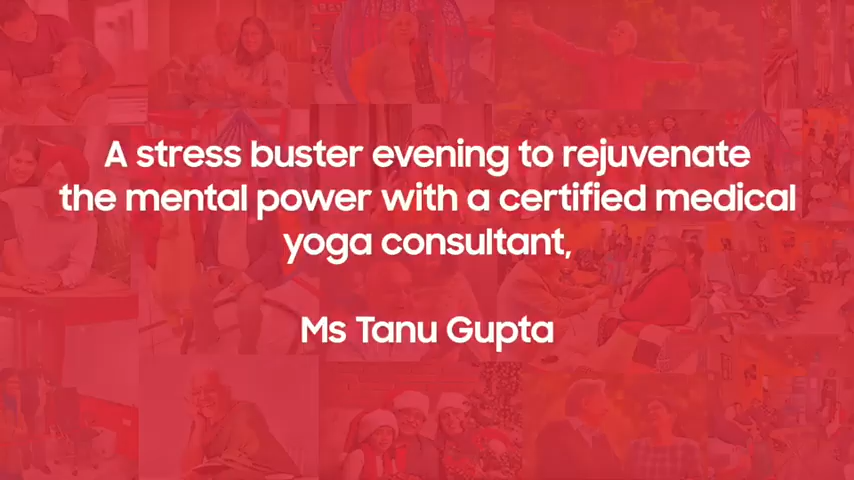 A stress buster evening to rejuvenate
the mental power with a certified medical
yoga consultant,
Ms Tanu Gupta